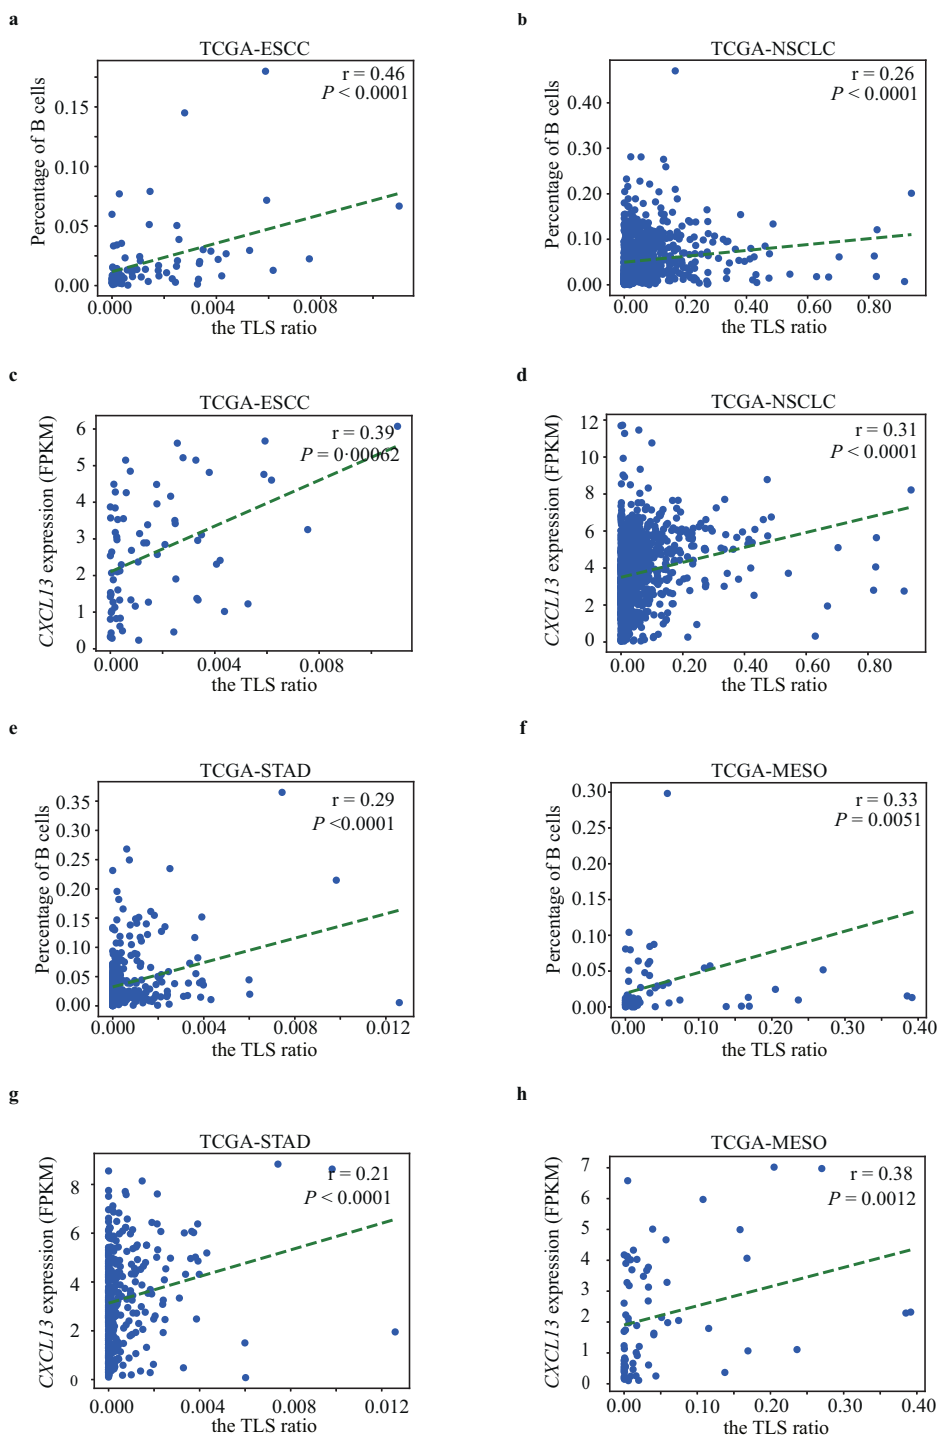 a
TCGA-ESCC
r = 0.46
P < 0.0001
Percentage of B cells
0.15
0.10
0.05
0.00
0.000
0.004
0.008
the TLS ratio
b
TCGA-NSCLC
r = 0.26
P < 0.0001
Percentage of B cells
0.40
0.30
0.20
0.10
0.00
0.00
0.20
0.40
0.60
0.80
the TLS ratio
c
TCGA-ESCC
r = 0.39
P = 0·00062
CXCL13 expression (FPKM)
6
5
4
3
2
1
0
0.000
0.004
0.008
the TLS ratio
d
TCGA-NSCLC
r = 0.31
P < 0.0001
CXCL13 expression (FPKM)
12
10
8
6
4
2
0
0.00
0.20
0.40
0.60
0.80
the TLS ratio
e
TCGA-STAD
r = 0.29
P <0.0001
Percentage of B cells
0.35
0.30
0.25
0.20
0.15
0.10
0.05
0.00
0.000
0.004
0.008
0.012
the TLS ratio
f
TCGA-MESO
r = 0.33
P = 0.0051
Percentage of B cells
0.30
0.20
0.15
0.10
0.05
0.00
0.00
0.10
0.20
0.30
0.40
the TLS ratio
g
TCGA-STAD
r = 0.21
P < 0.0001
CXCL13 expression (FPKM)
8
6
4
2
0
0.000
0.004
0.008
0.012
the TLS ratio
h
TCGA-MESO
r = 0.38
P = 0.0012
CXCL13 expression (FPKM)
7
6
5
4
3
2
1
0
0.00
0.10
0.20
0.30
0.40
the TLS ratio